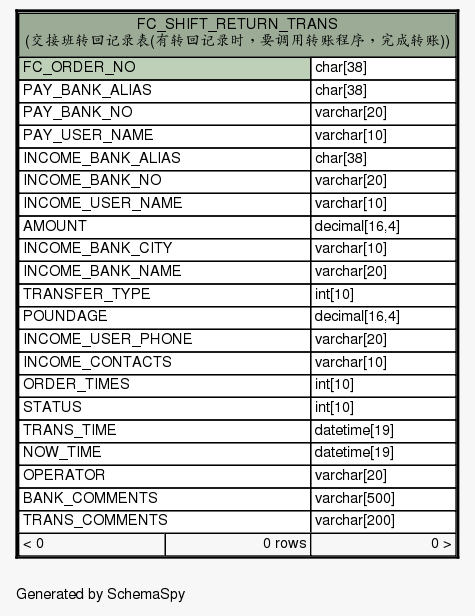 FC_SHIFT_RETURN_TRANS
(交接班转回记录表(有转回记录时，要调用转账程序，完成转账))
FC_ORDER_NO char[38]
PAY_BANK_ALIAS char[38]
PAY_BANK_NO varchar[20]
PAY_USER_NAME varchar[10]
INCOME_BANK_ALIAS char[38]
INCOME_BANK_NO varchar[20]
INCOME_USER_NAME varchar[10]
AMOUNT decimal[16,4]
INCOME_BANK_CITY varchar[10]
INCOME_BANK_NAME varchar[20]
TRANSFER_TYPE int[10]
POUNDAGE decimal[16,4]
INCOME_USER_PHONE varchar[20]
INCOME_CONTACTS varchar[10]
ORDER_TIMES int[10]
STATUS int[10]
TRANS_TIME datetime[19]
NOW_TIME datetime[19]
OPERATOR varchar[20]
BANK_COMMENTS varchar[500]
TRANS_COMMENTS varchar[200]
< 0 0 rows 0 >
Generated by SchemaSpy